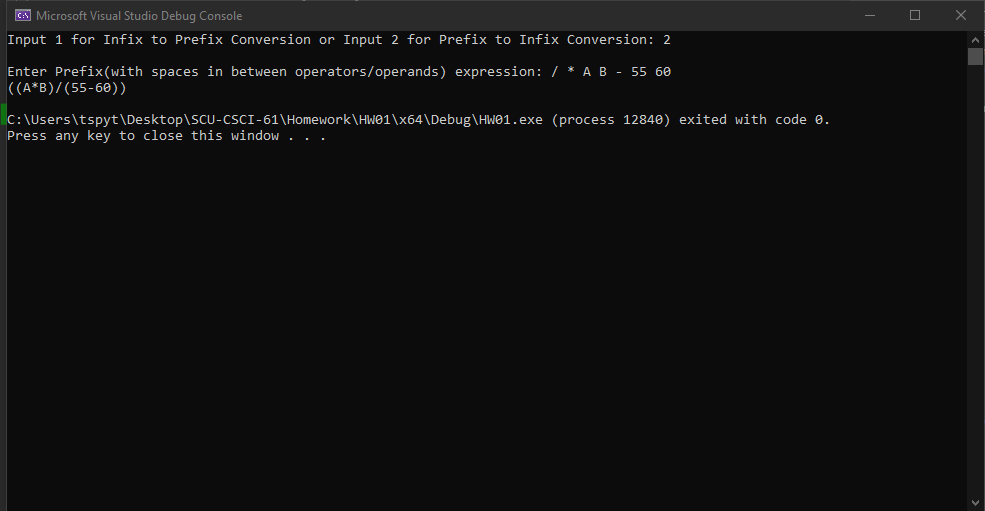 Microsoft Visual Studio Debug Console
Input 1 for Infix to Prefix Conversion or Input 2 for Prefix to Infix Conversion: 2
Enter Prefix(with spaces in between operators/operands) expression: / * A B - 55 60
((A*B)/(55-60))
C:\Users\tspyt\Desktop\SCU-CSCI-61\Homework\HW01\x64\Debug\HW01.exe (process 12840) exited with code 0.
Press any key to close this window . . .